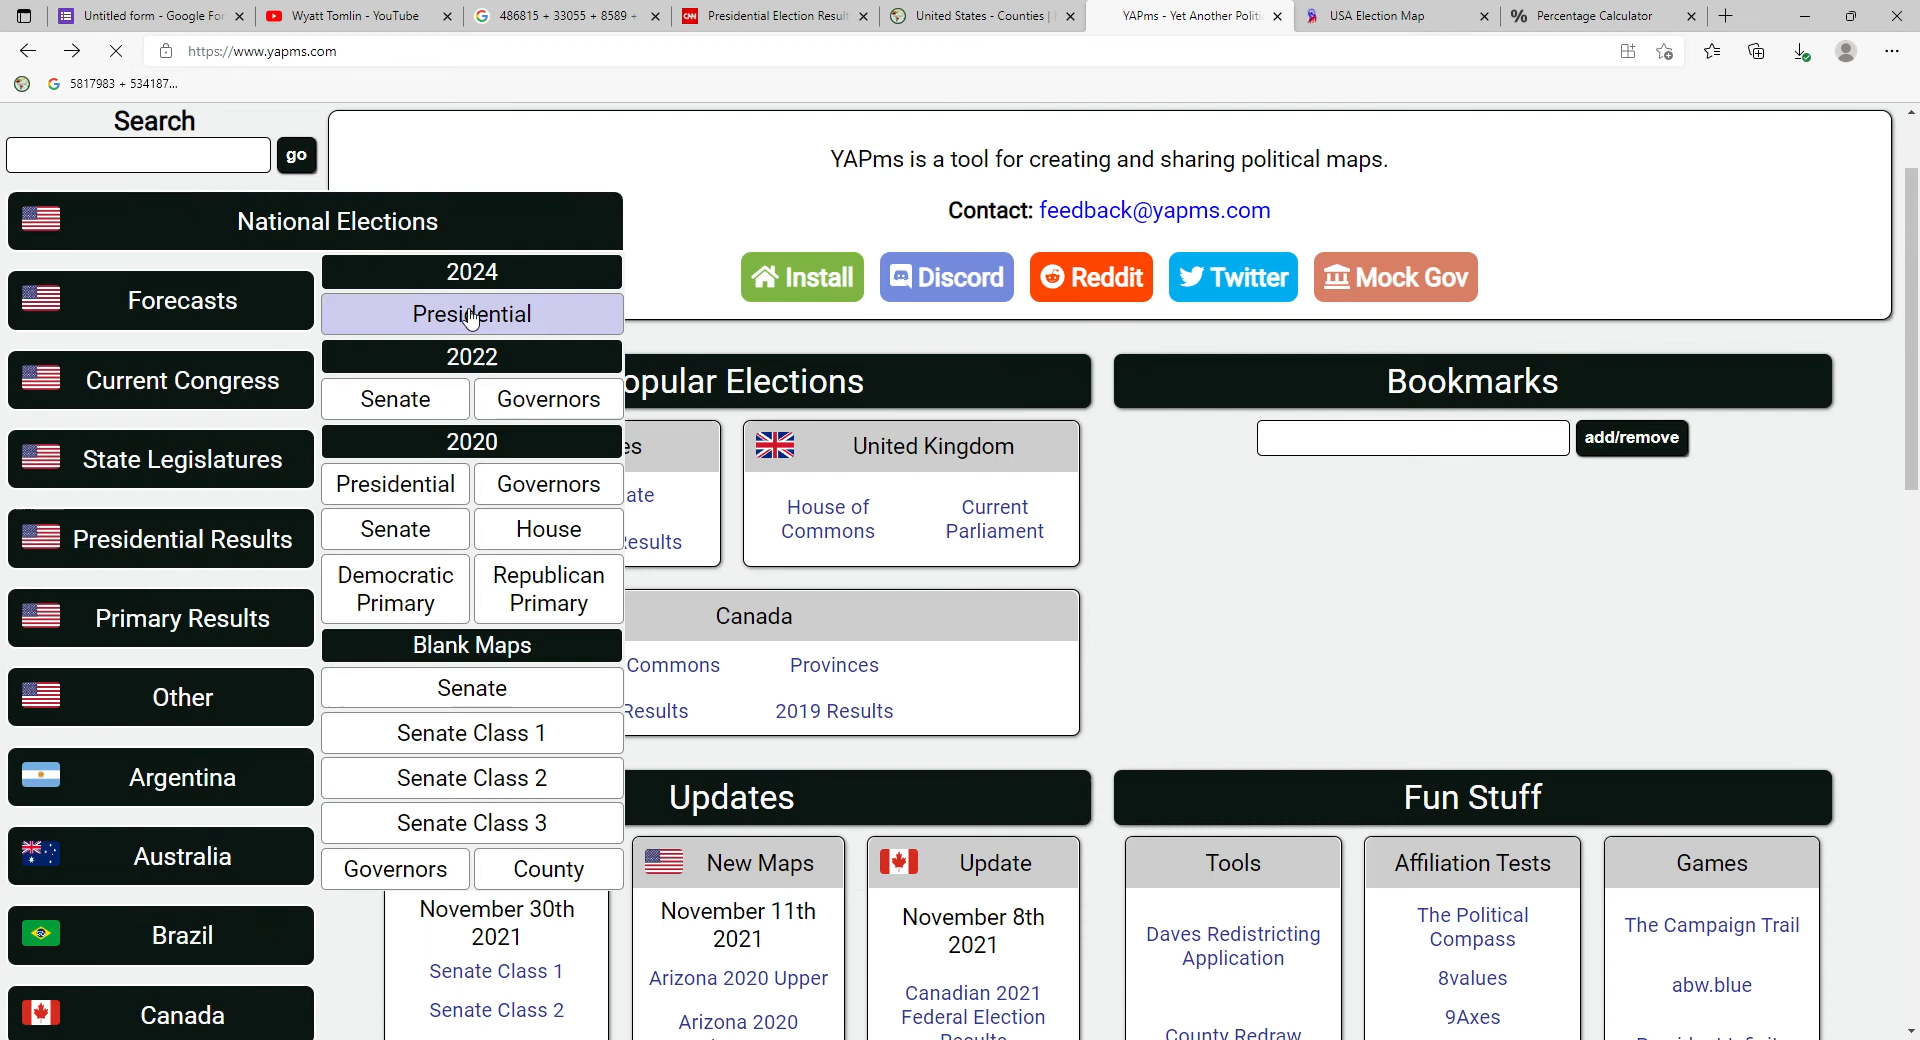 Untitled form - Google For
Wyatt Tomlin - YouTube
486815 + 33055 + 8589 +
Presidential Election Result
United States - Counties |
YAPms - Yet Another Politi
USA Election Map
Percentage Calculator
https://www.yapms.com
5817983 + 534187...
Search
go
YAPms is a tool for creating and sharing political maps.
Contact: feedback@yapms.com
Install
Discord
Reddit
Twitter
Mock Gov
National Elections
Forecasts
Current Congress
State Legislatures
Presidential Results
Primary Results
Other
Argentina
Australia
Brazil
Canada
2024
Presidential
2022
Senate
Governors
2020
Presidential
Governors
Senate
House
Democratic
Primary
Republican
Primary
Blank Maps
Senate
Senate Class 1
Senate Class 2
Senate Class 3
Governors
County
opular Elections
es
ate
Results
United Kingdom
House of
Commons
Current
Parliament
Canada
Commons
Provinces
Results
2019 Results
Bookmarks
add/remove
Updates
November 30th
2021
Senate Class 1
Senate Class 2
New Maps
November 11th
2021
Arizona 2020 Upper
Arizona 2020
Update
November 8th
2021
Canadian 2021
Federal Election
Results
Fun Stuff
Tools
Daves Redistricting
Application
County Redraw
Affiliation Tests
The Political
Compass
8values
9Axes
Games
The Campaign Trail
abw.blue